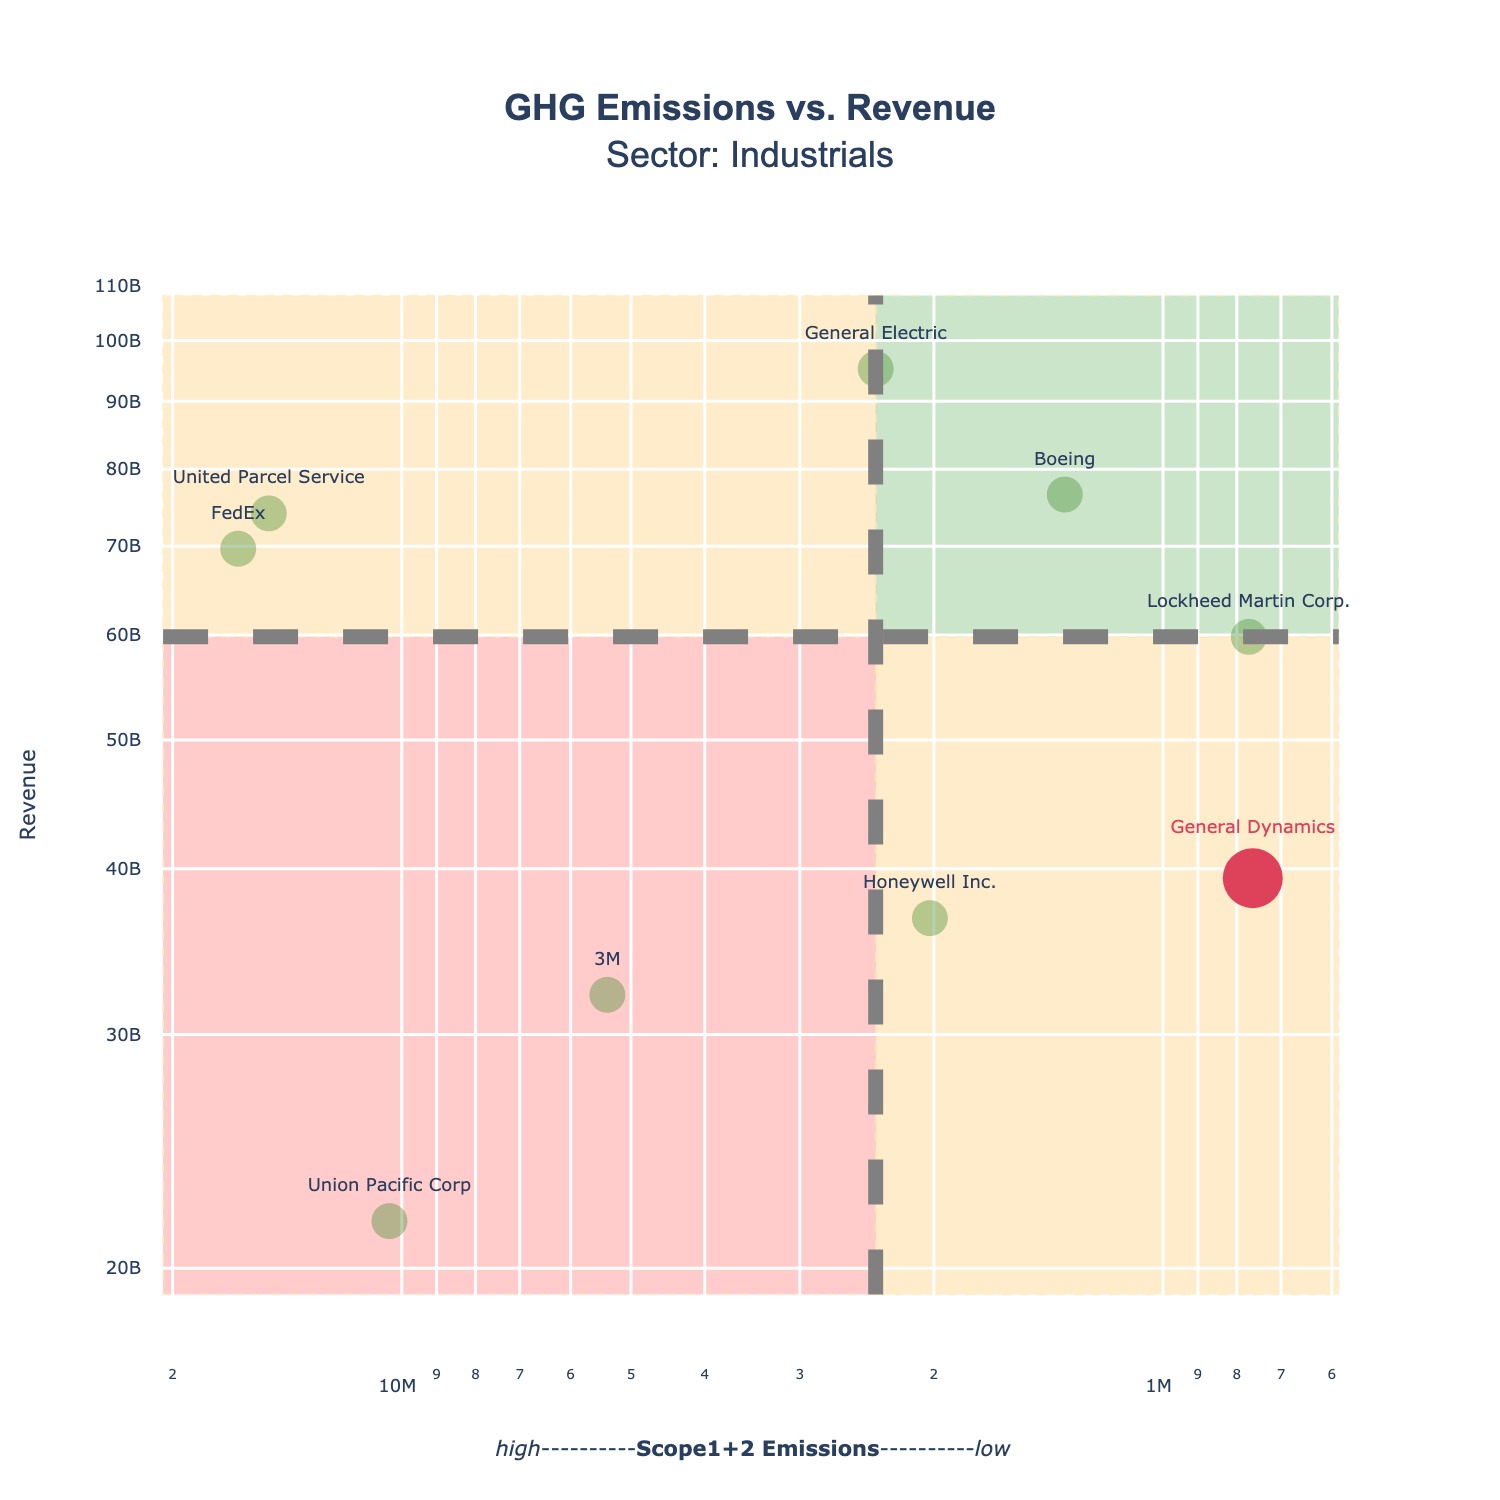 GHG Emissions vs. Revenue
Sector: Industrials
110B
100B
90B
80B
70B
60B
50B
40B
30B
20B
Revenue
General Electric
Boeing
United Parcel Service
FedEx
Lockheed Martin Corp.
General Dynamics
Honeywell Inc.
3M
Union Pacific Corp
2
10M
9
8
7
6
5
4
3
2
1M
9
8
7
6
high----------Scope1+2 Emissions----------low